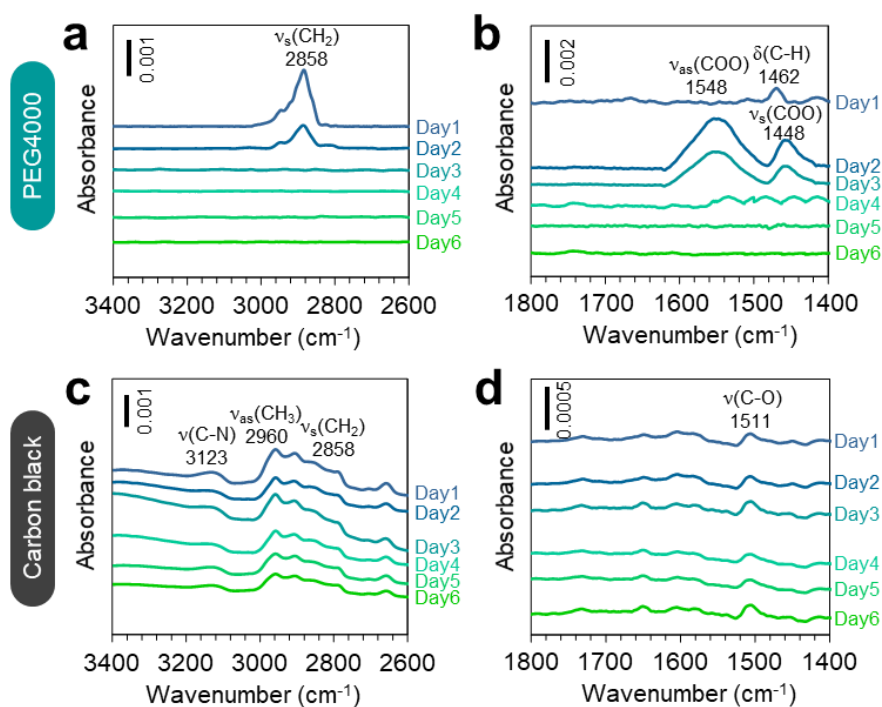 PEG4000
a
0.001
νs(CH2)
2858
Day1
Day2
Day3
Day4
Day5
Day6
Absorbance
3400 3200 3000 2800 2600
Wavenumber (cm-1)
b
0.002
νas(COO)
1548
δ(C-H)
1462
νs(COO)
1448
Day1
Day2
Day3
Day4
Day5
Day6
Absorbance
1800 1700 1600 1500 1400
Wavenumber (cm-1)
Carbon black
c
0.001
ν(C-N)
3123
νas(CH3)
2960
νs(CH2)
2858
Day1
Day2
Day3
Day4
Day5
Day6
Absorbance
3400 3200 3000 2800 2600
Wavenumber (cm-1)
d
0.0005
ν(C-O)
1511
Day1
Day2
Day3
Day4
Day5
Day6
Absorbance
1800 1700 1600 1500 1400
Wavenumber (cm-1)